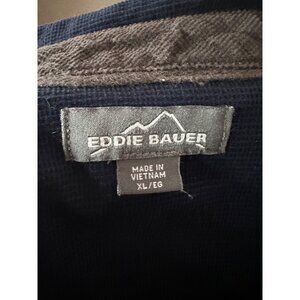 EDDIE BAUER
MADE IN
VIETNAM
XL/EG